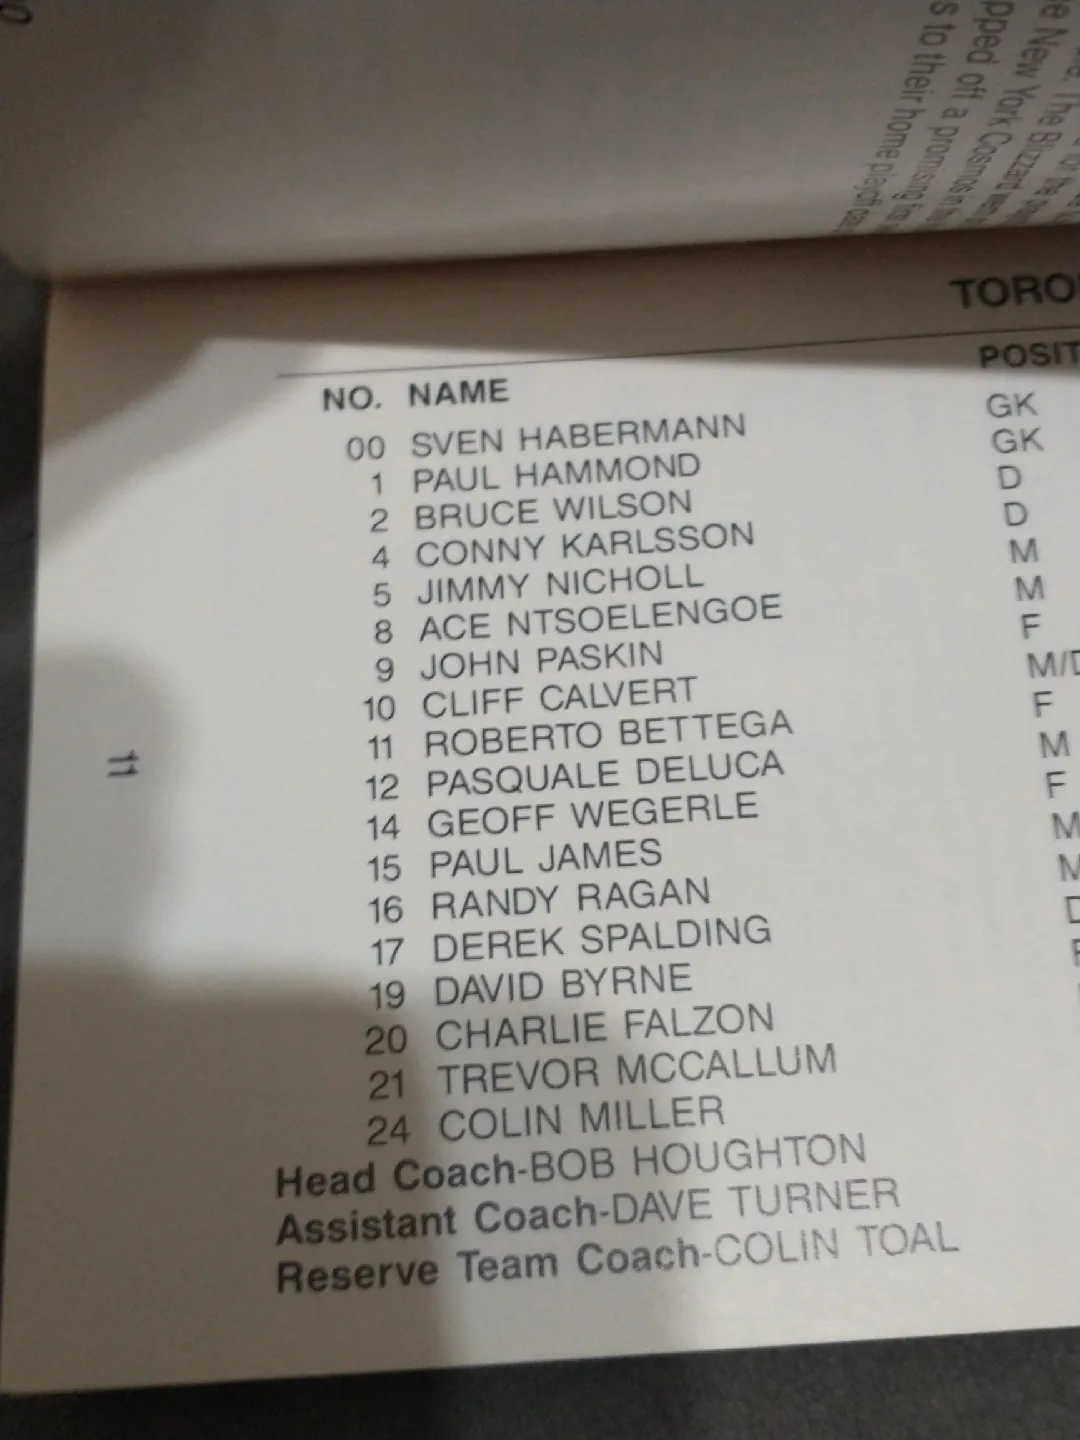 The Blizzard
New York Cosmos in
pped off a promising
s to their home playoff
TORO
NO. NAME POSIT
00 SVEN HABERMANN GK
1 PAUL HAMMOND GK
2 BRUCE WILSON D
4 CONNY KARLSSON D
5 JIMMY NICHOLL M
8 ACE NTSOELENGOE M
9 JOHN PASKIN F
10 CLIFF CALVERT M/D
11 ROBERTO BETTEGA F
12 PASQUALE DELUCA M
14 GEOFF WEGERLE F
15 PAUL JAMES M
16 RANDY RAGAN M
17 DEREK SPALDING D
19 DAVID BYRNE F
20 CHARLIE FALZON
21 TREVOR MCCALLUM
24 COLIN MILLER
Head Coach-BOB HOUGHTON
Assistant Coach-DAVE TURNER
Reserve Team Coach-COLIN TOAL
11